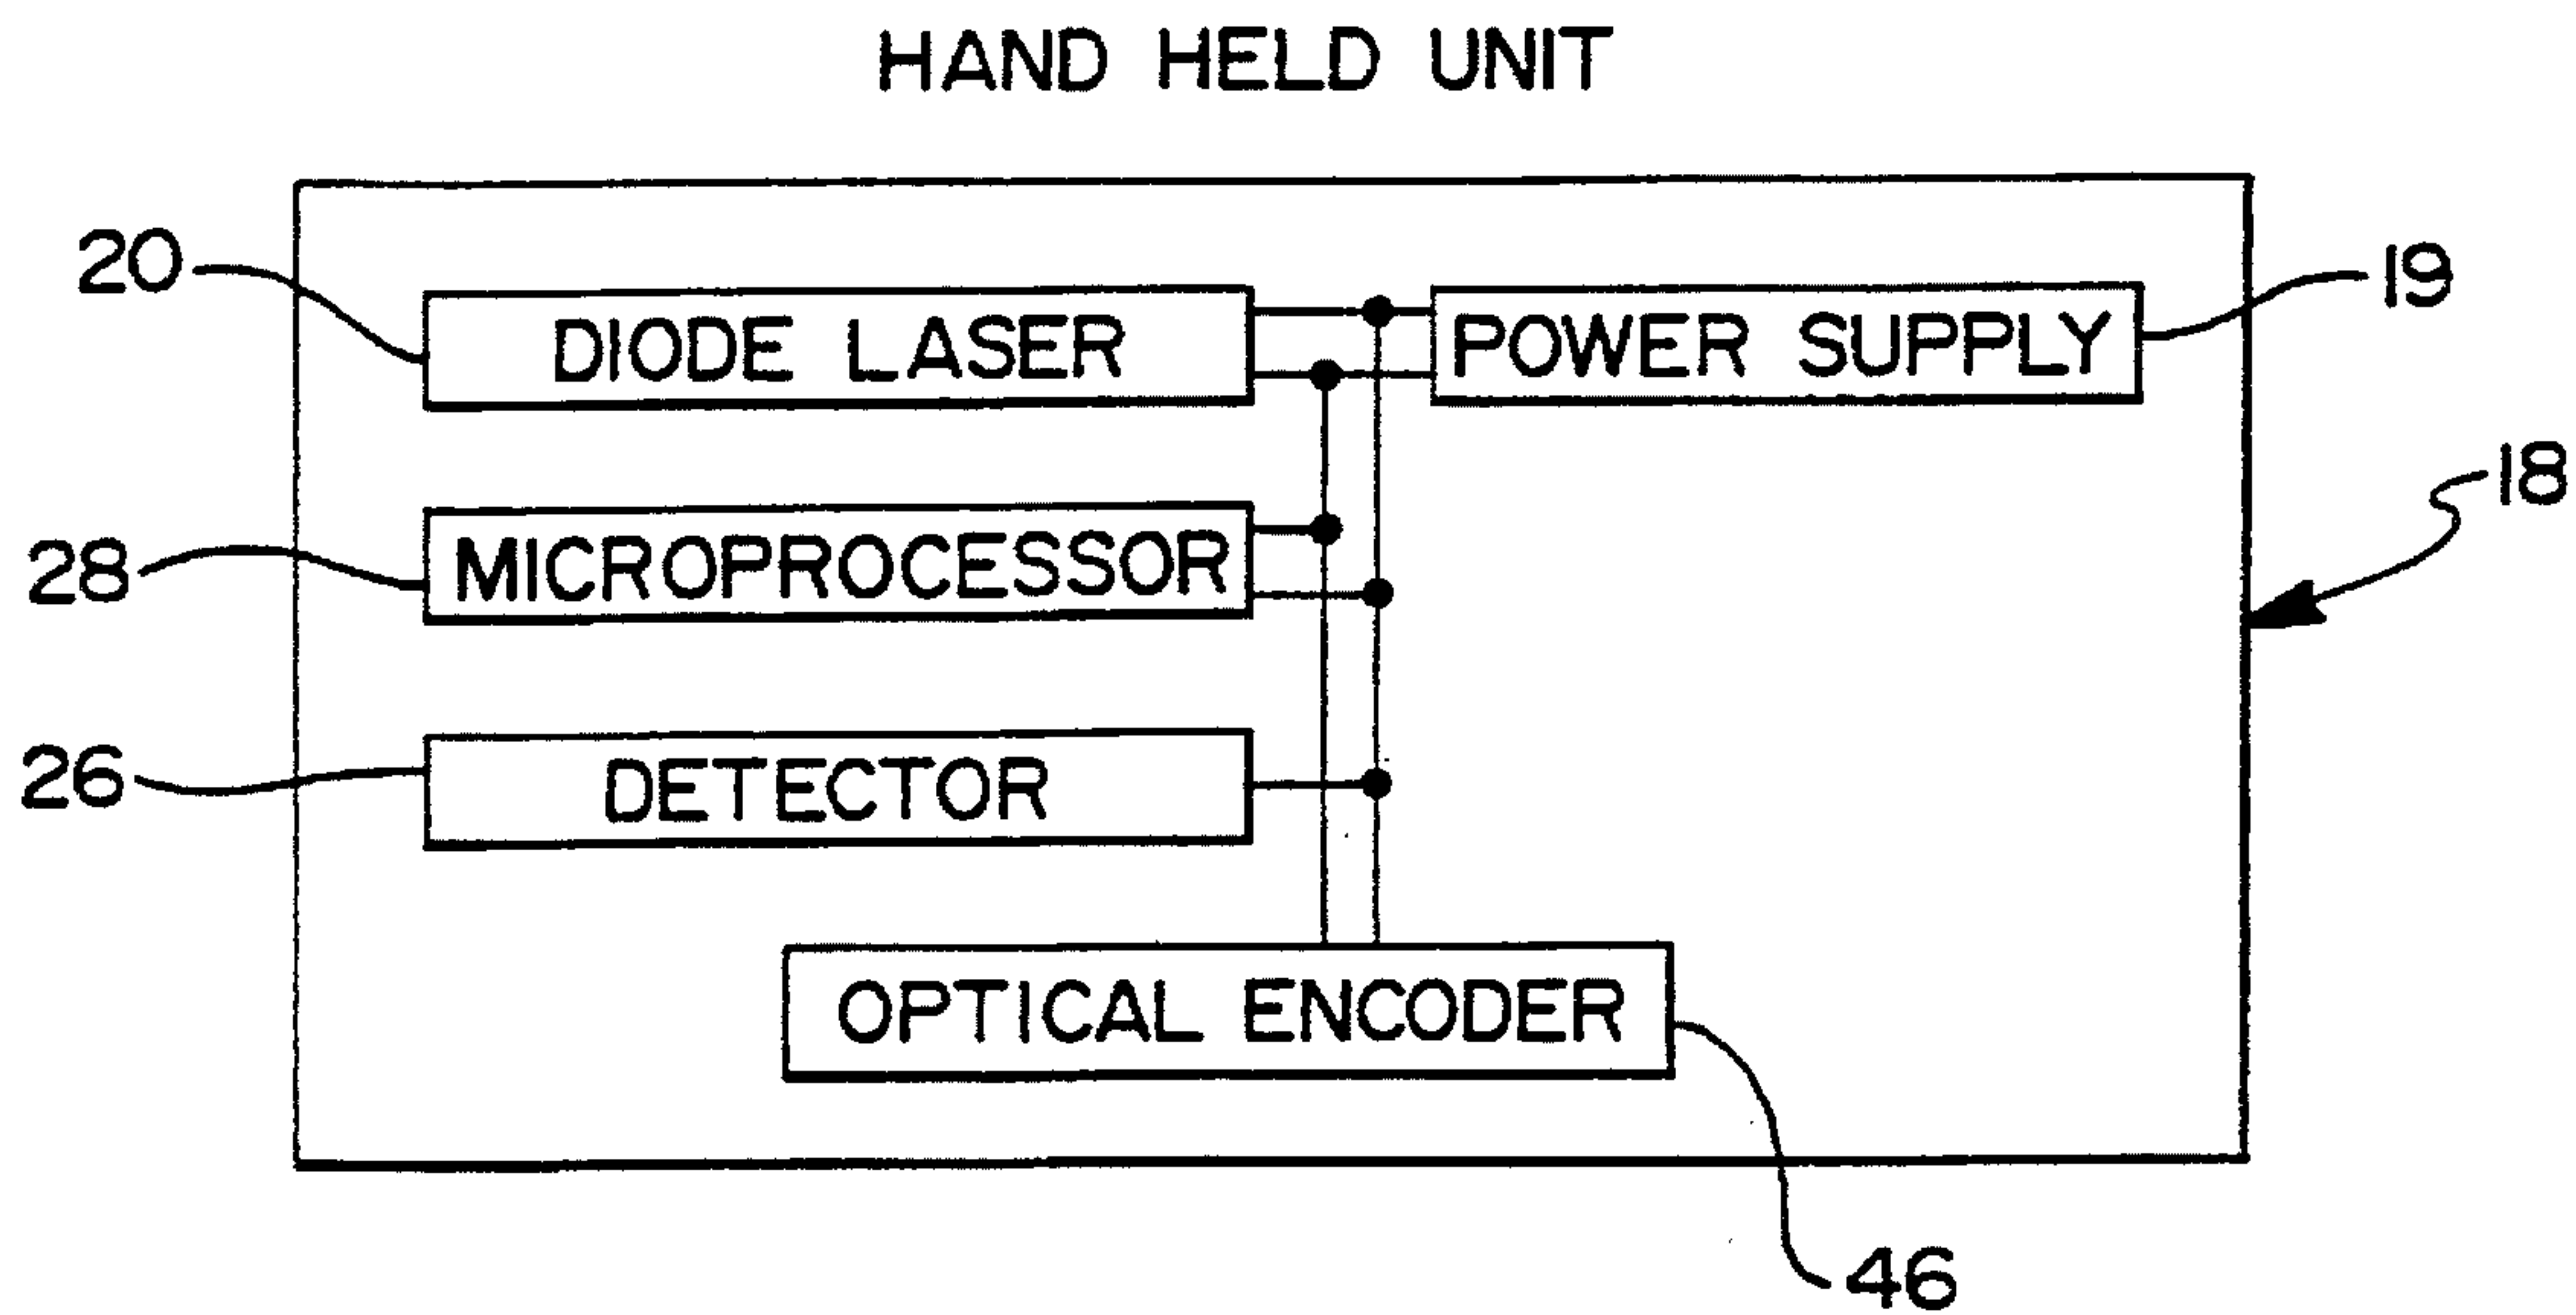 HAND HELD UNIT
20
DIODE LASER
POWER SUPPLY
19
18
28
MICROPROCESSOR
26
DETECTOR
OPTICAL ENCODER
46